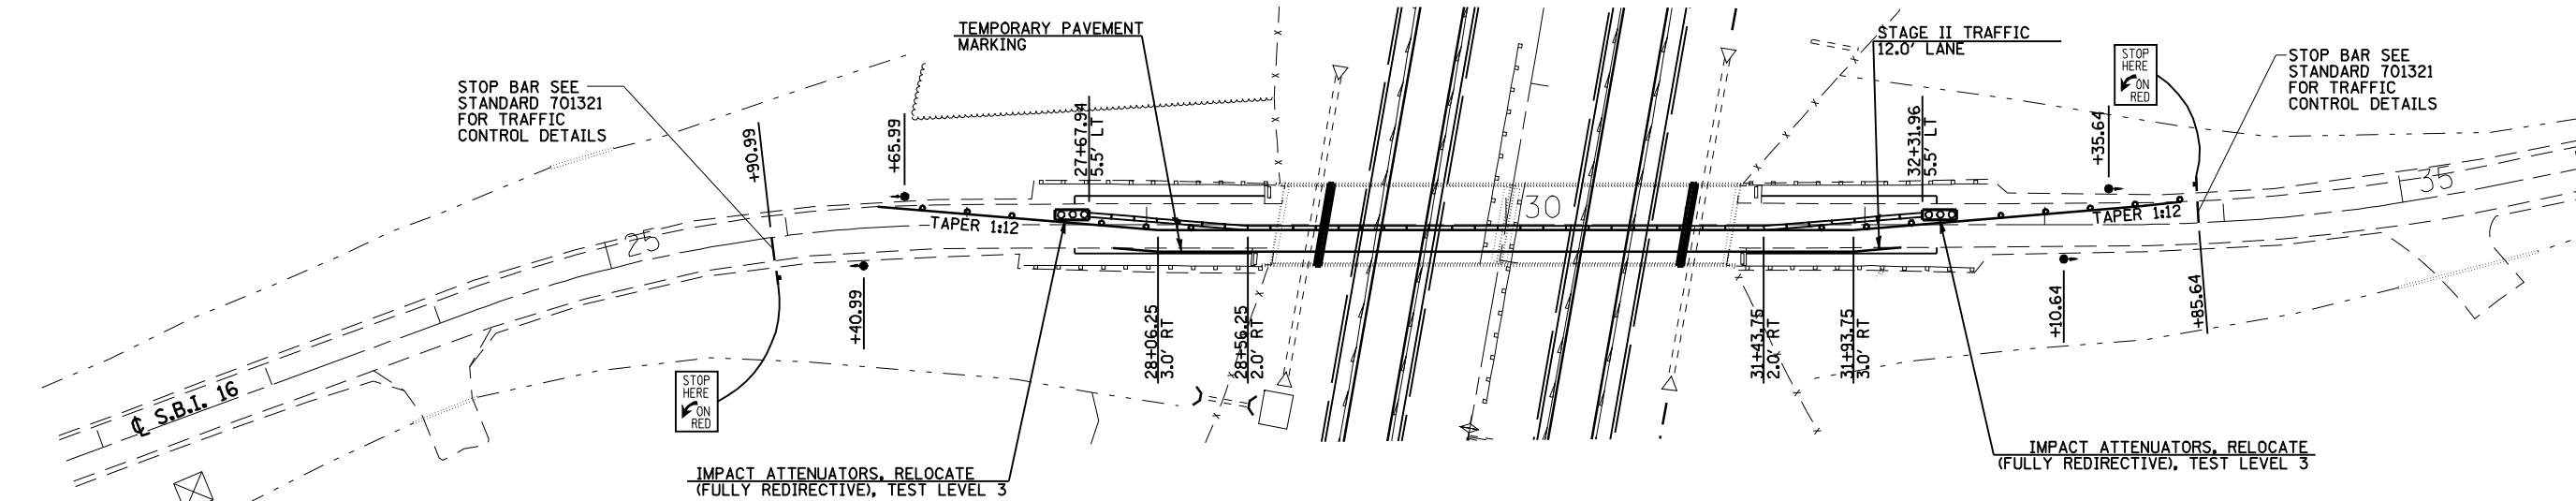 TEMPORARY PAVEMENT
MARKING
STAGE II TRAFFIC
12.0' LANE
STOP BAR SEE
STANDARD 701321
FOR TRAFFIC
CONTROL DETAILS
STOP
HERE
ON
RED
STOP BAR SEE
STANDARD 701321
FOR TRAFFIC
CONTROL DETAILS
+90.99
+65.99
27+67.94
5.5' LT
32+31.96
5.5' LT
+35.64
TAPER 1:12
30
TAPER 1:12
25
35
+40.99
28+06.25
3.0' RT
28+56.25
2.0' RT
31+43.75
2.0' RT
31+93.75
3.0' RT
+10.64
+85.64
℄ S.B.I. 16
STOP
HERE
ON
RED
IMPACT ATTENUATORS, RELOCATE
(FULLY REDIRECTIVE), TEST LEVEL 3
IMPACT ATTENUATORS, RELOCATE
(FULLY REDIRECTIVE), TEST LEVEL 3